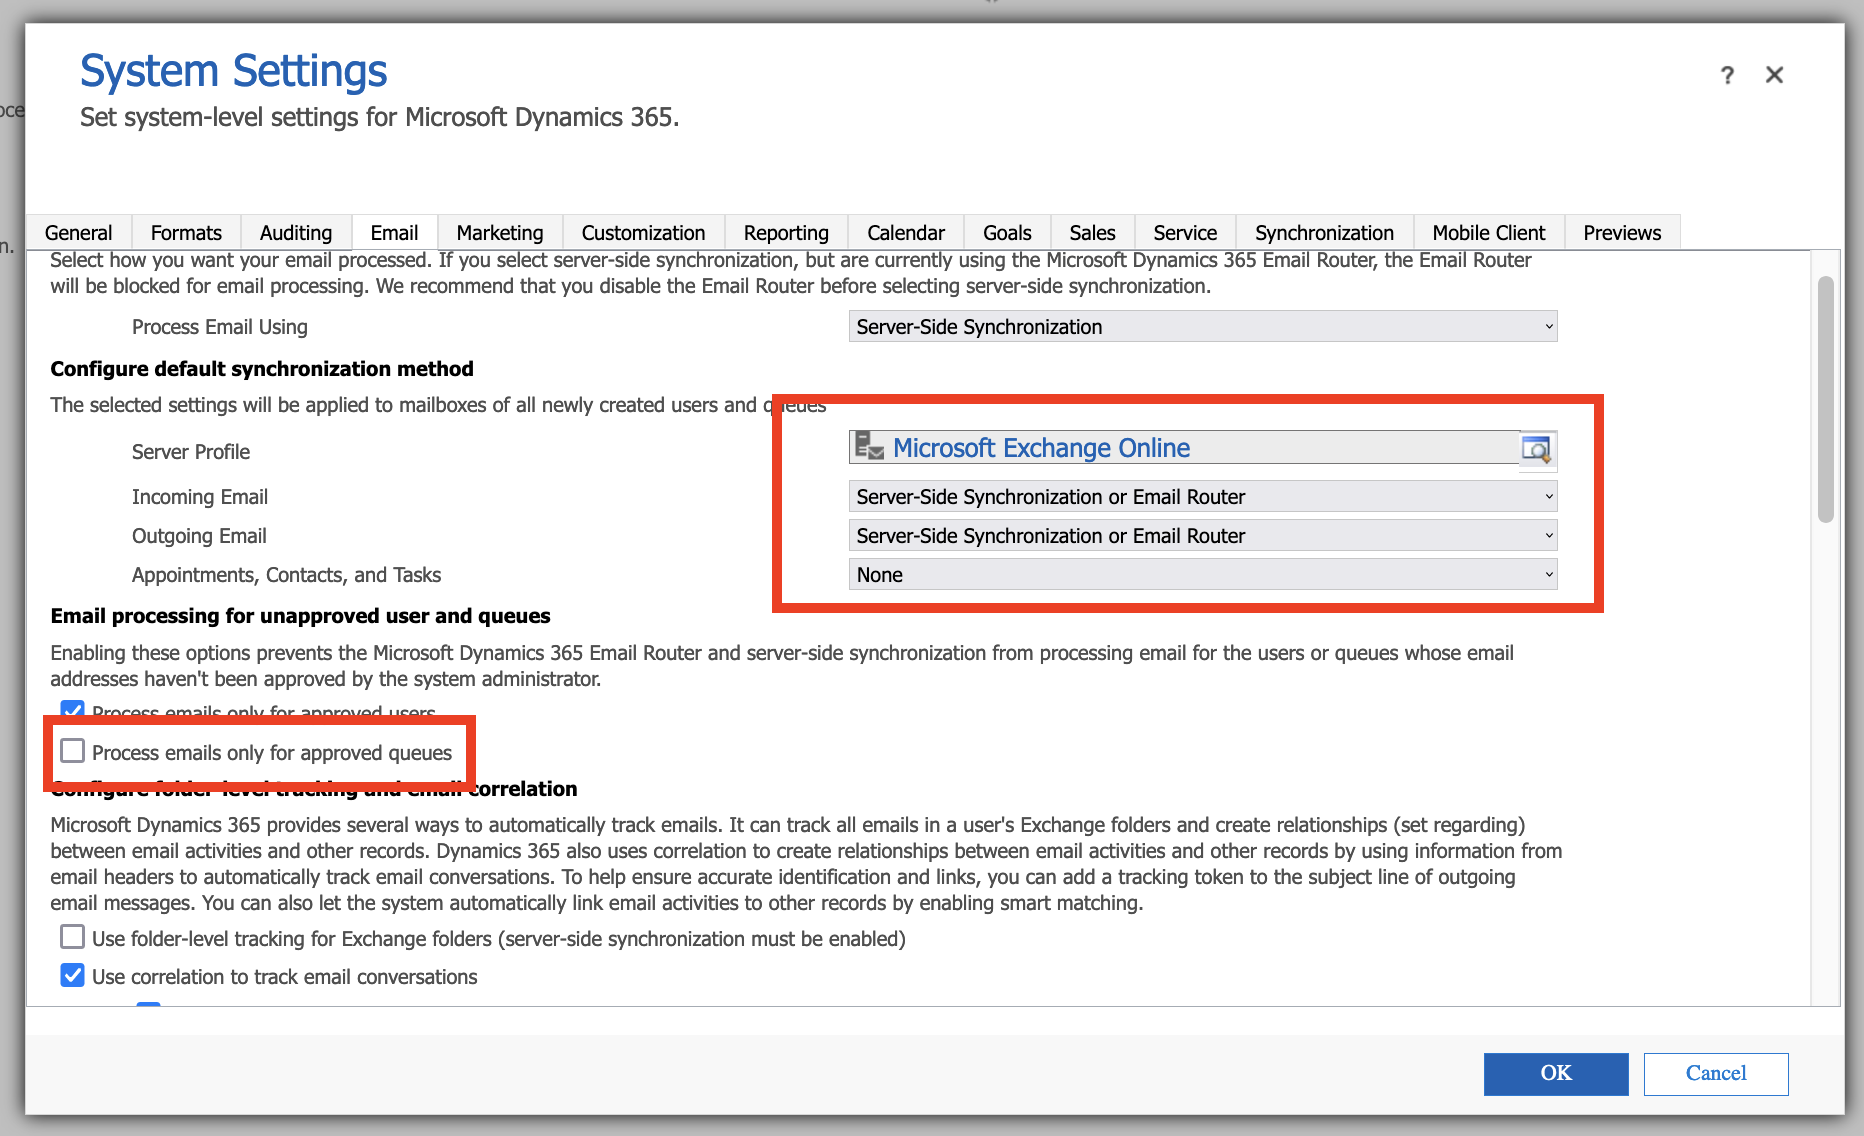 System Settings
?
Set system-level settings for Microsoft Dynamics 365.
General Formats Auditing Email Marketing Customization Reporting Calendar Goals Sales Service Synchronization Mobile Client Previews
n.
Select how you want your email processed. If you select server-side synchronization, but are currently using the Microsoft Dynamics 365 Email Router, the Email Router
will be blocked for email processing. We recommend that you disable the Email Router before selecting server-side synchronization.
Process Email Using Server-Side Synchronization
Configure default synchronization method
The selected settings will be applied to mailboxes of all newly created users and queues
Server Profile Microsoft Exchange Online
Incoming Email Server-Side Synchronization or Email Router
Outgoing Email Server-Side Synchronization or Email Router
Appointments, Contacts, and Tasks None
Email processing for unapproved user and queues
Enabling these options prevents the Microsoft Dynamics 365 Email Router and server-side synchronization from processing email for the users or queues whose email
addresses haven't been approved by the system administrator.
Process emails only for approved users
Process emails only for approved queues
Configure folder-level tracking and email correlation
Microsoft Dynamics 365 provides several ways to automatically track emails. It can track all emails in a user's Exchange folders and create relationships (set regarding)
between email activities and other records. Dynamics 365 also uses correlation to create relationships between email activities and other records by using information from
email headers to automatically track email conversations. To help ensure accurate identification and links, you can add a tracking token to the subject line of outgoing
email messages. You can also let the system automatically link email activities to other records by enabling smart matching.
Use folder-level tracking for Exchange folders (server-side synchronization must be enabled)
Use correlation to track email conversations
OK Cancel